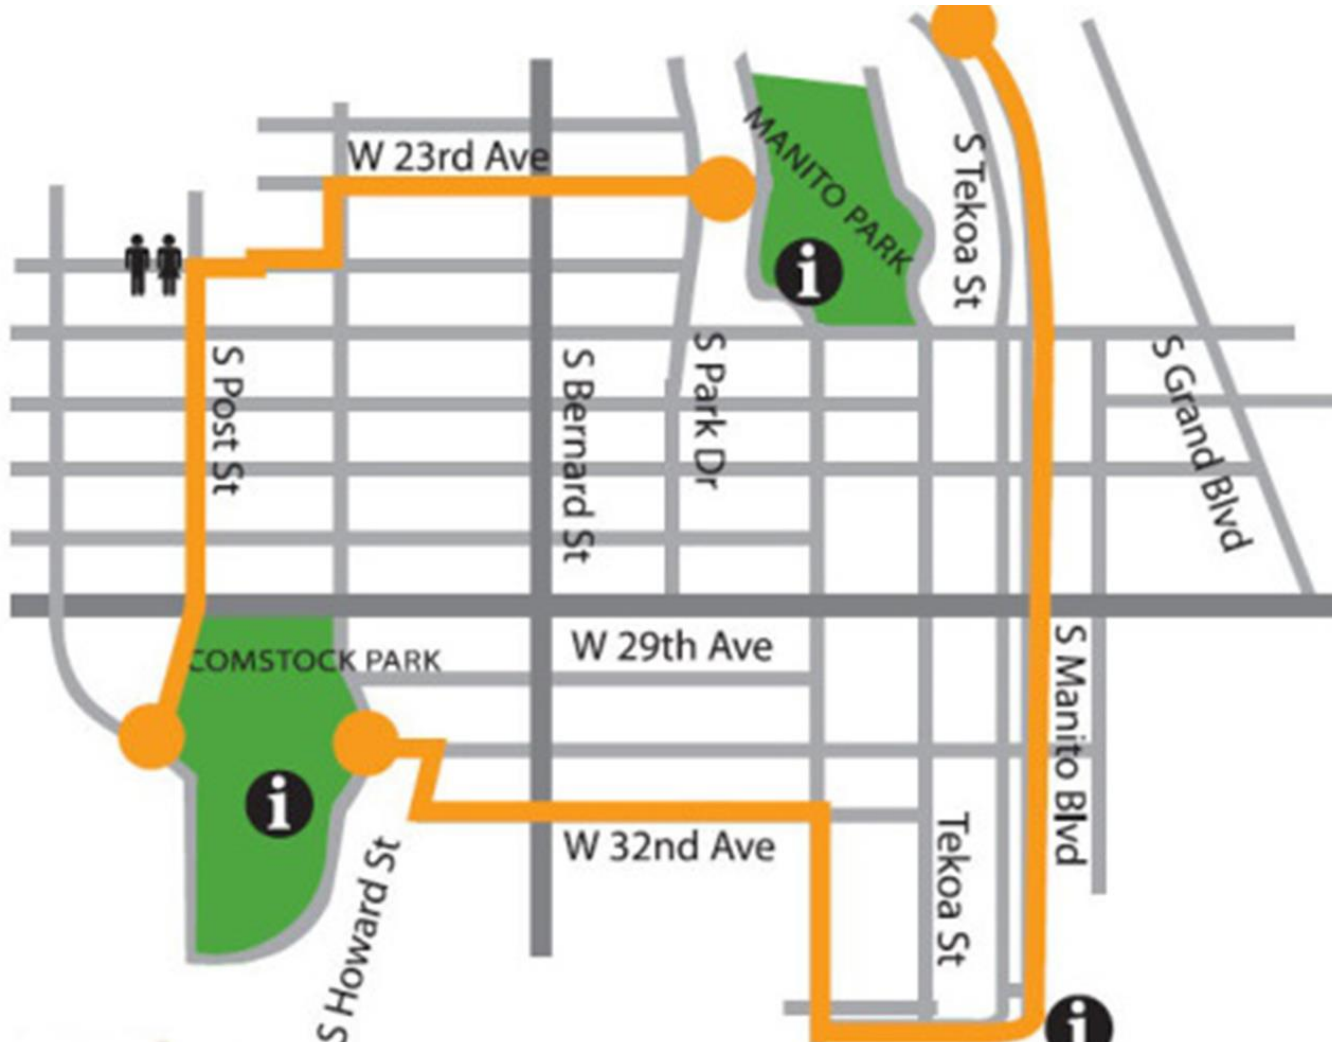 W 23rd Ave
MANITO PARK
S Tekoa St
i
S Post St
S Bernard St
S Park Dr
S Grand Blvd
COMSTOCK PARK
W 29th Ave
S Manito Blvd
i
W 32nd Ave
S Howard St
Tekoa St
i